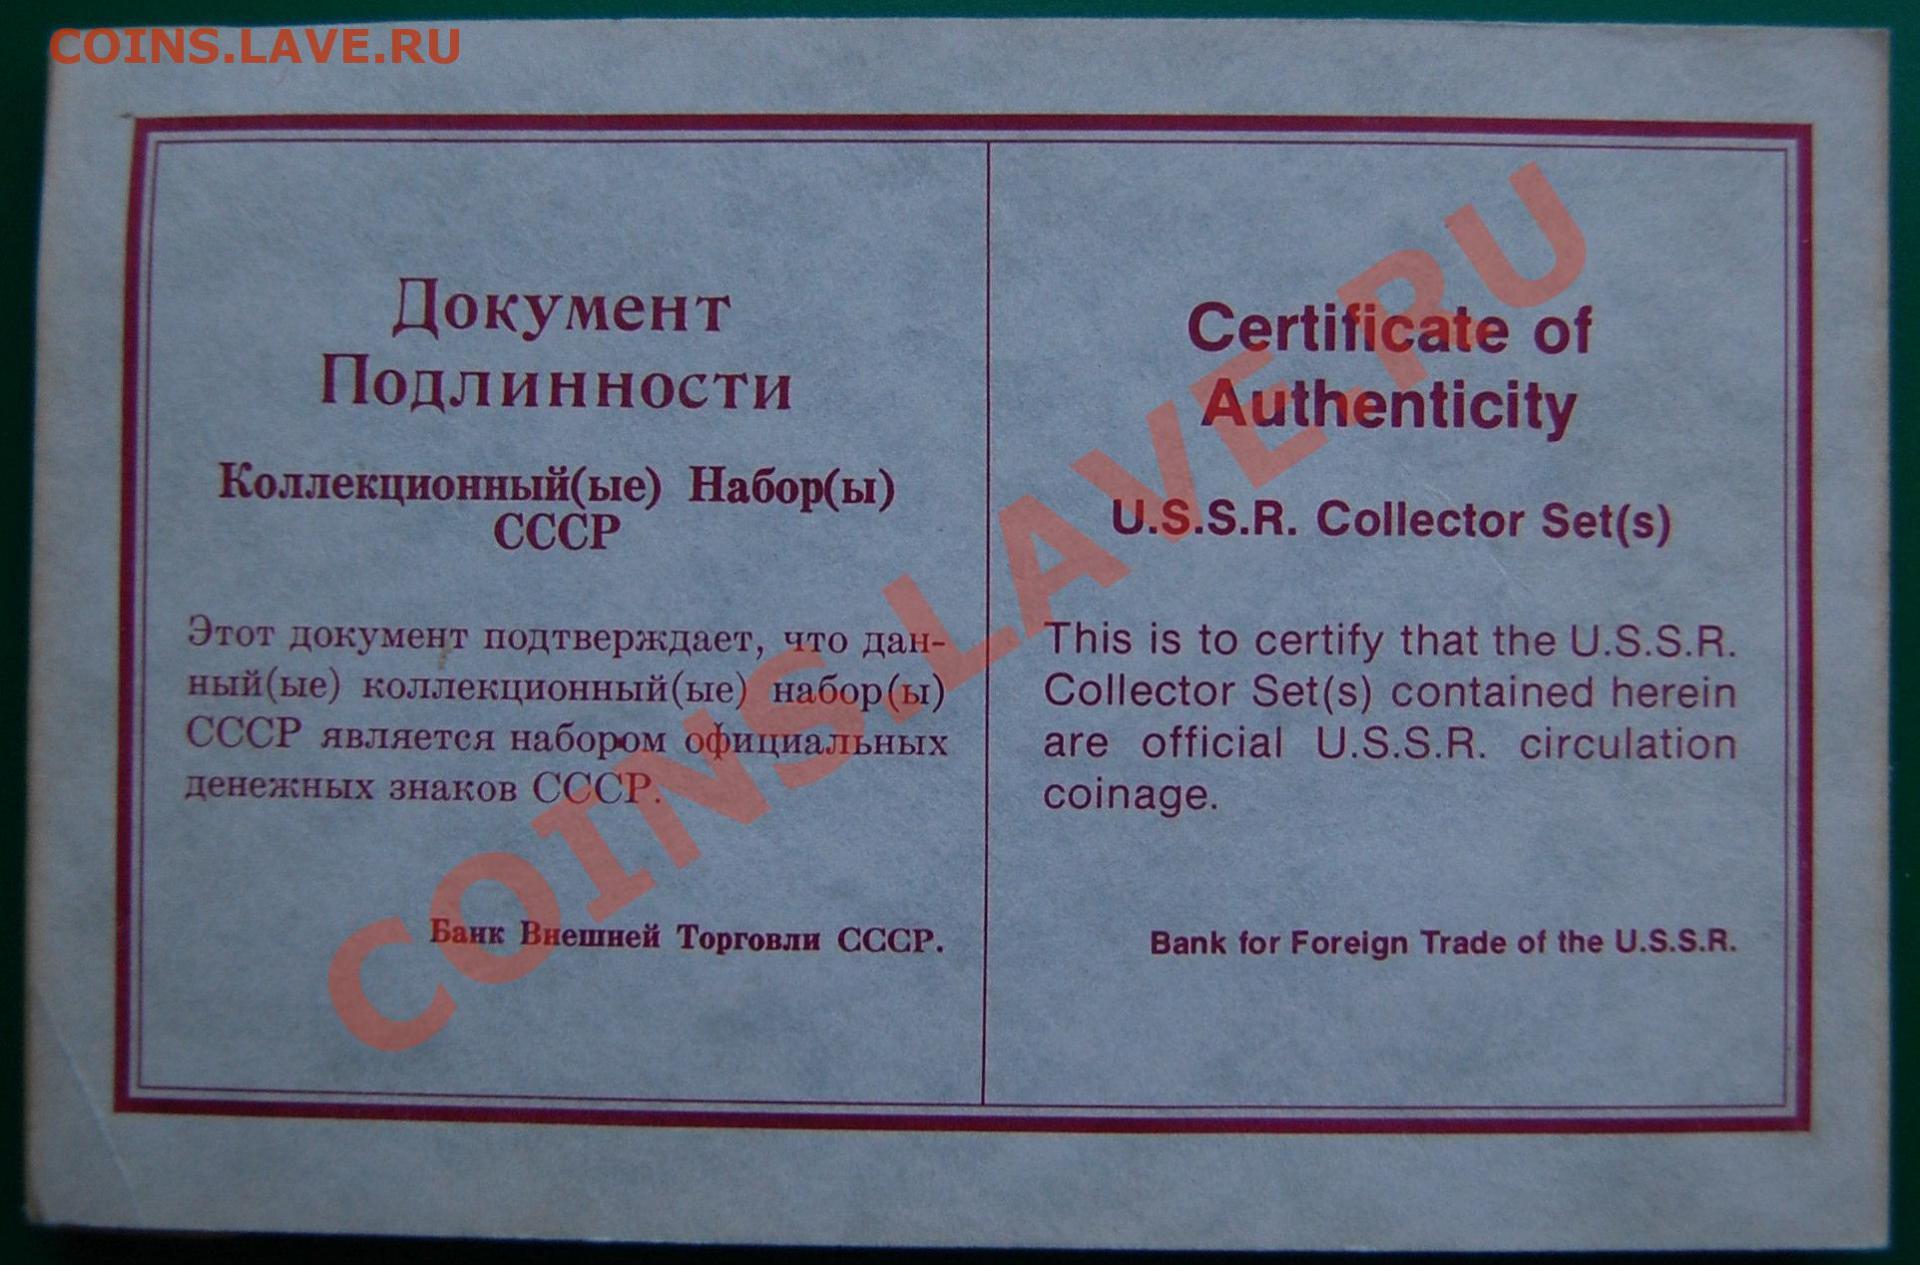 COINS.LAVE.RU
Документ
Подлинности
Коллекционный(ые) Набор(ы)
СССР
Этот документ подтверждает, что дан-
ный(ые) коллекционный(ые) набор(ы)
СССР является набором официальных
денежных знаков СССР.
Банк Внешней Торговли СССР.
Certificate of
Authenticity
U.S.S.R. Collector Set(s)
This is to certify that the U.S.S.R.
Collector Set(s) contained herein
are official U.S.S.R. circulation
coinage.
Bank for Foreign Trade of the U.S.S.R.
COINS.LAVE.RU